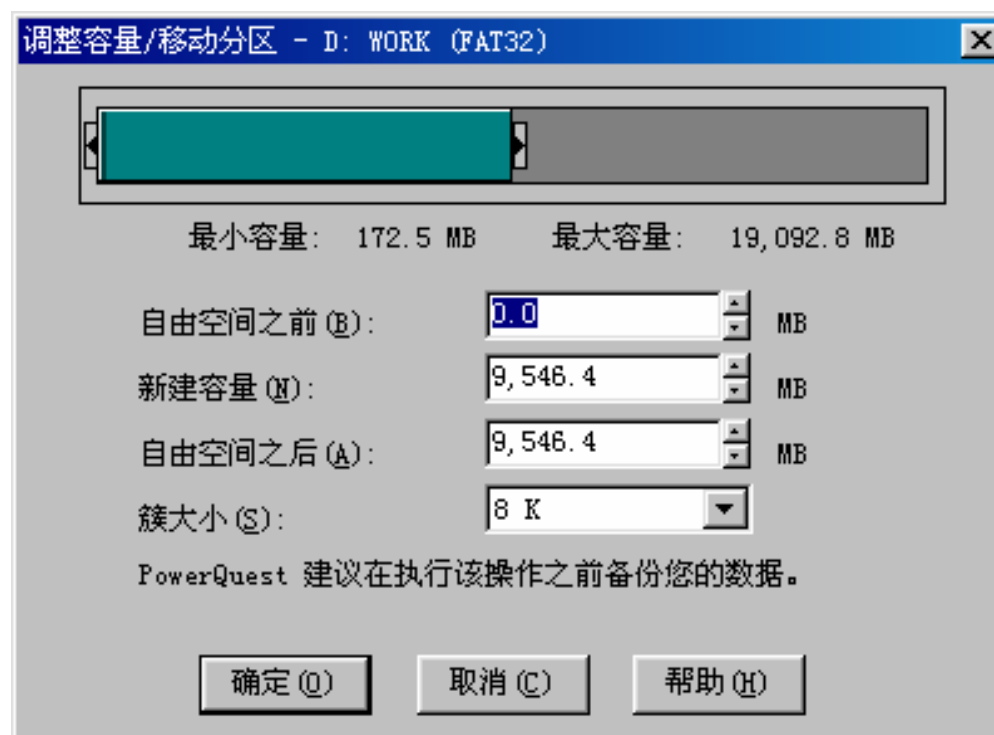 调整容量/移动分区 - D: WORK (FAT32)
最小容量: 172.5 MB 最大容量: 19,092.8 MB
自由空间之前(B): 0.0 MB
新建容量(N): 9,546.4 MB
自由空间之后(A): 9,546.4 MB
簇大小(S): 8 K
PowerQuest 建议在执行该操作之前备份您的数据。
确定(O) 取消(C) 帮助(H)